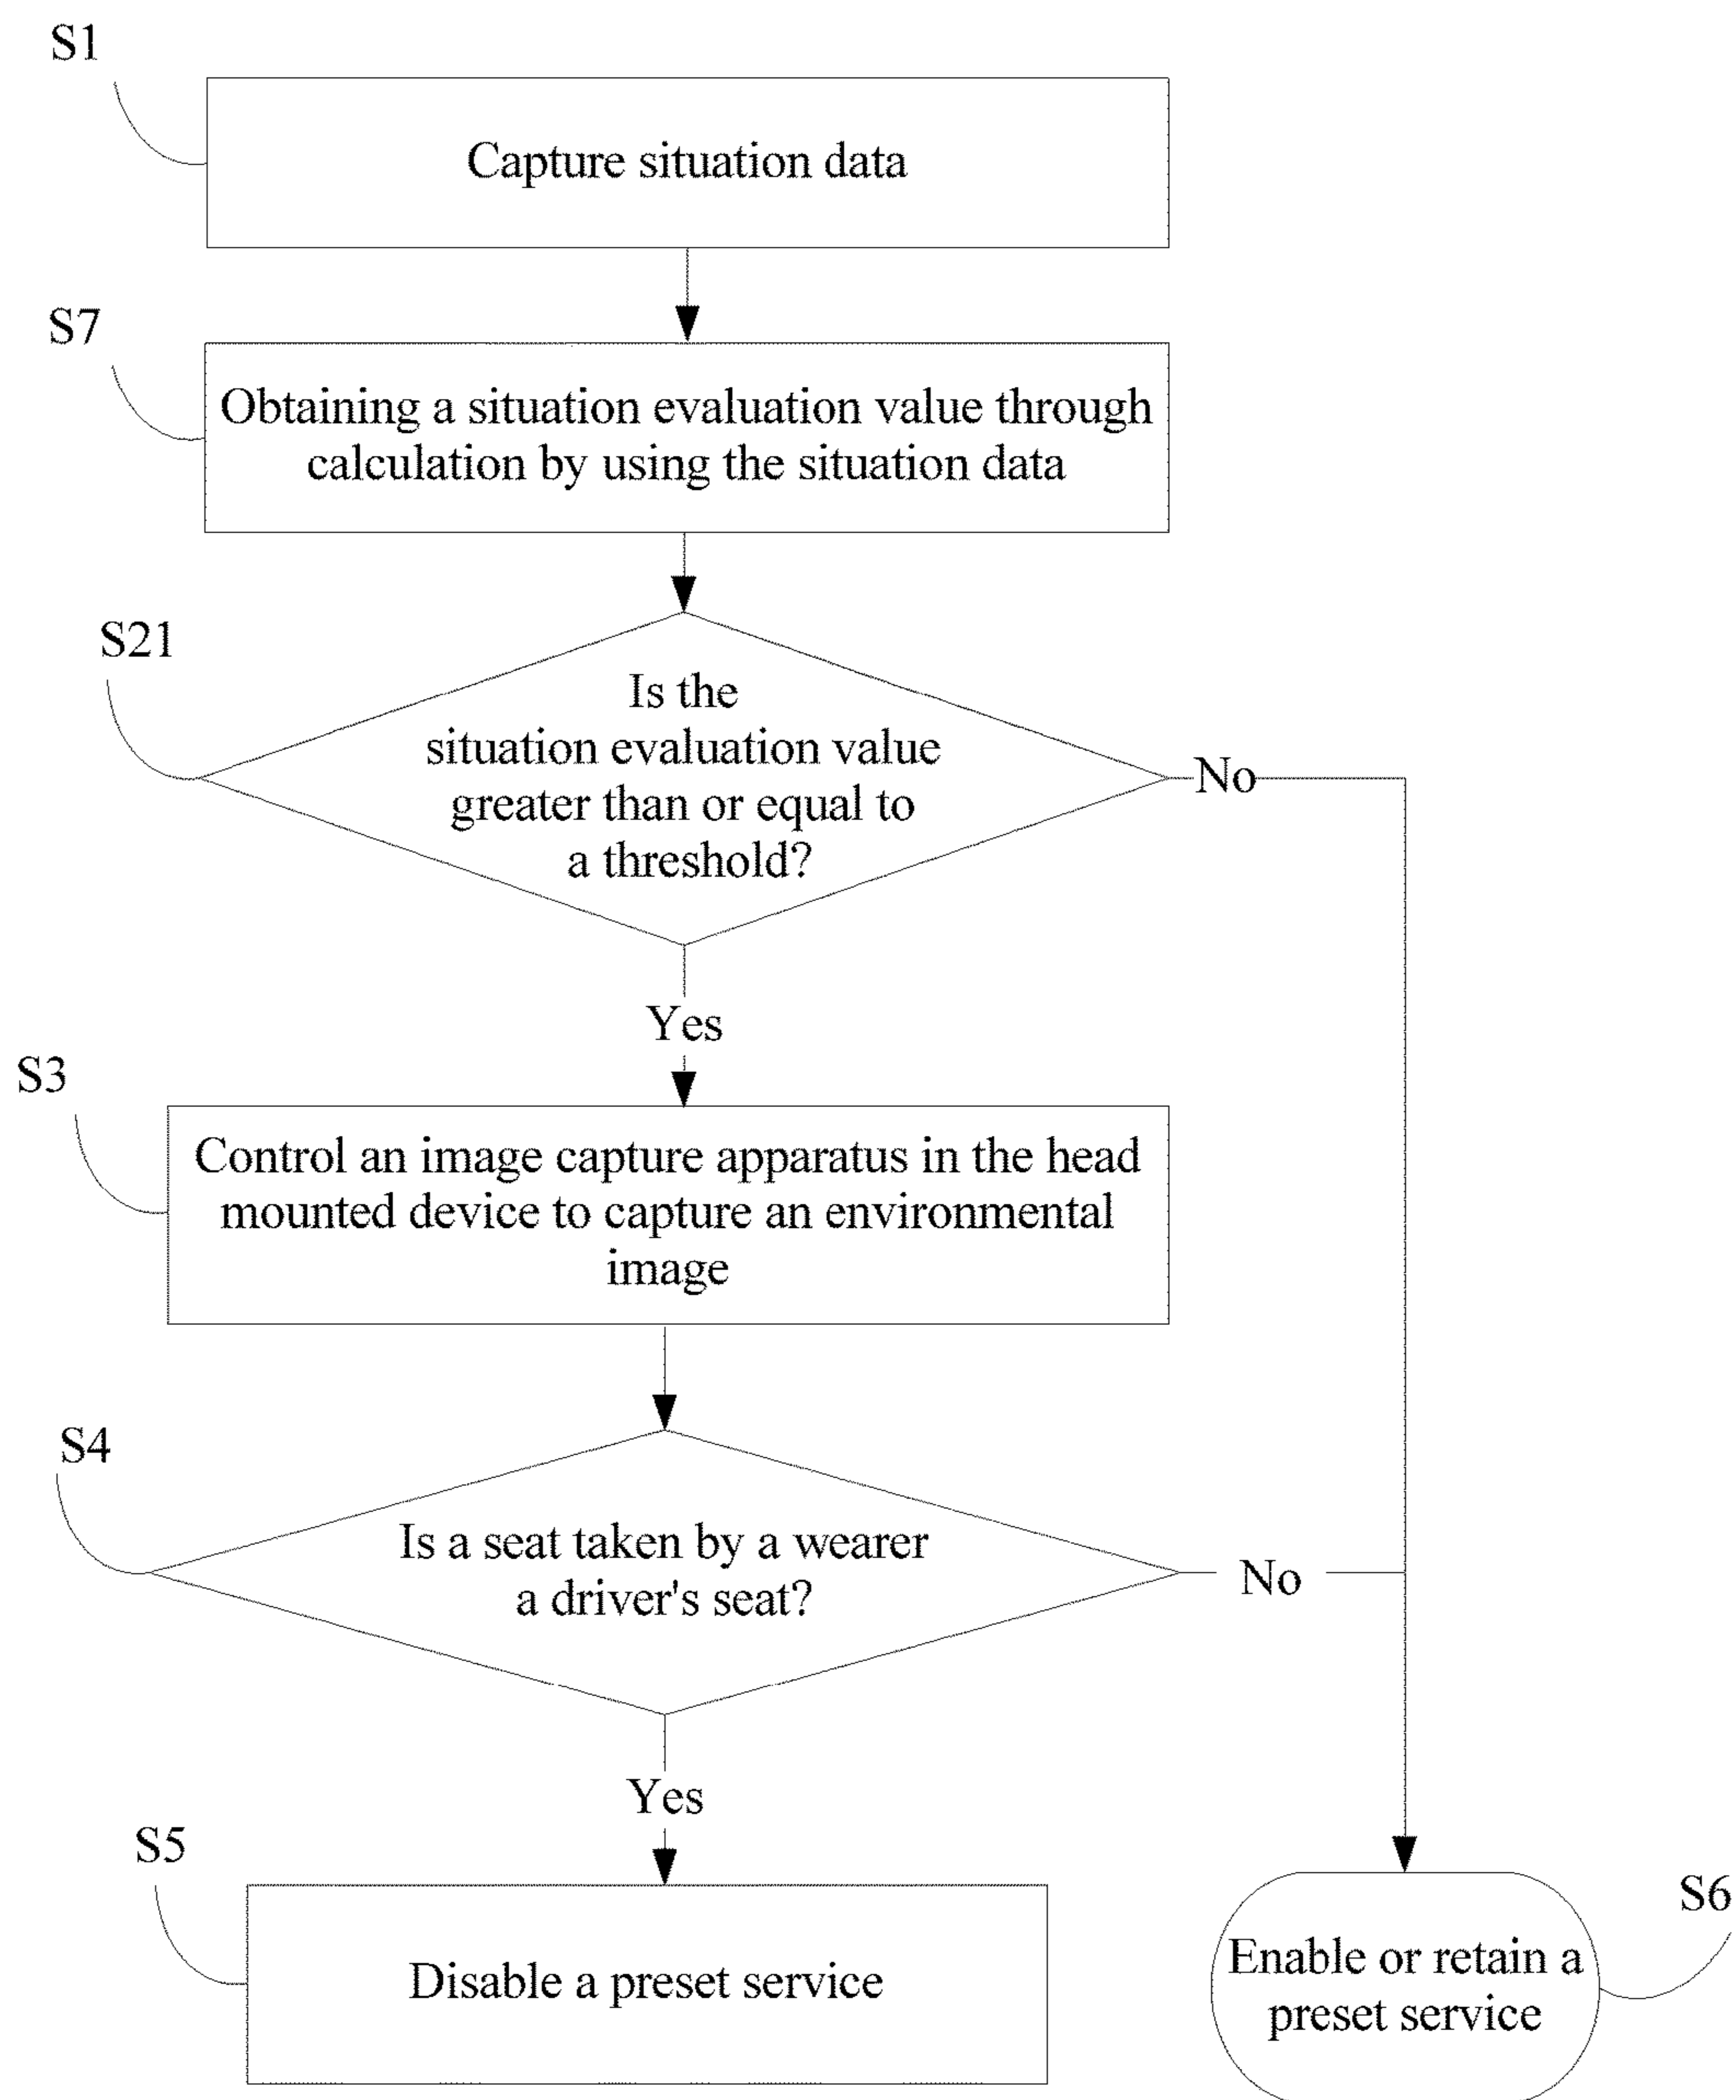 S1
Capture situation data
S7
Obtaining a situation evaluation value through
calculation by using the situation data
S21
Is the
situation evaluation value
greater than or equal to
a threshold?
No
Yes
S3
Control an image capture apparatus in the head
mounted device to capture an environmental
image
S4
Is a seat taken by a wearer
a driver's seat?
No
Yes
S5
Disable a preset service
S6
Enable or retain a
preset service